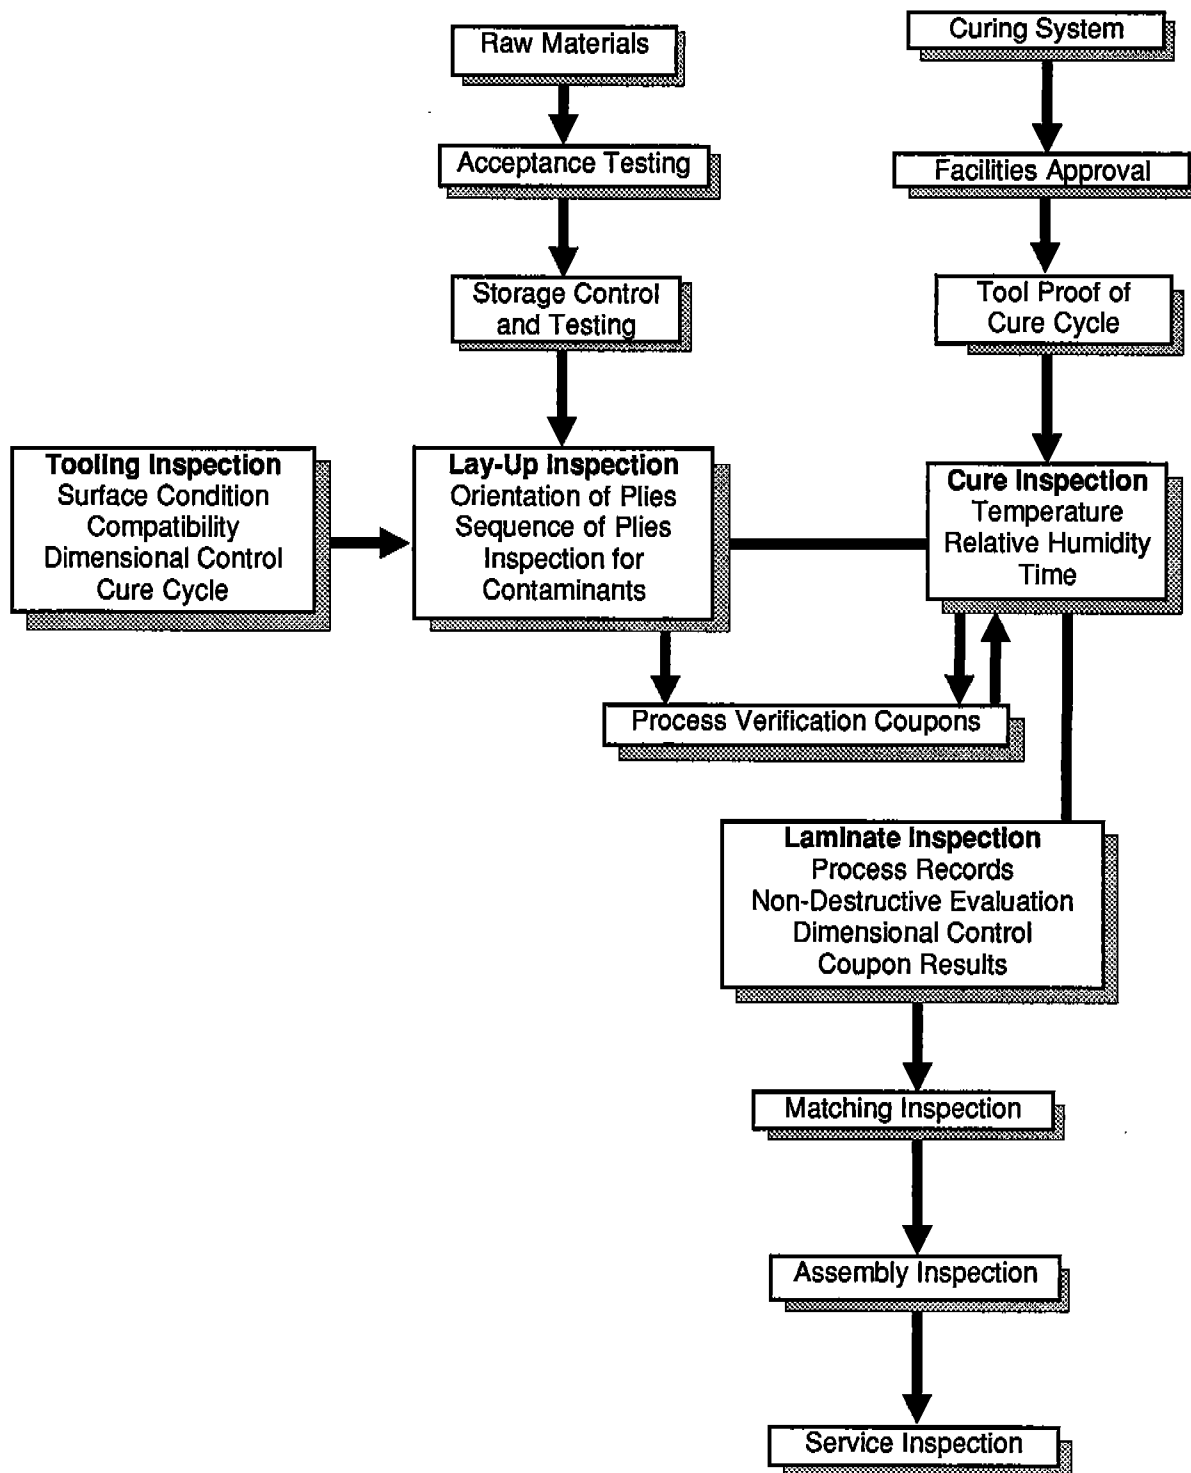 Raw Materials
Curing System
Acceptance Testing
Facilities Approval
Storage Control
and Testing
Tool Proof of
Cure Cycle
Tooling Inspection
Surface Condition
Compatibility
Dimensional Control
Cure Cycle
Lay-Up Inspection
Orientation of Plies
Sequence of Plies
Inspection for
Contaminants
Cure Inspection
Temperature
Relative Humidity
Time
Process Verification Coupons
Laminate Inspection
Process Records
Non-Destructive Evaluation
Dimensional Control
Coupon Results
Matching Inspection
Assembly Inspection
Service Inspection